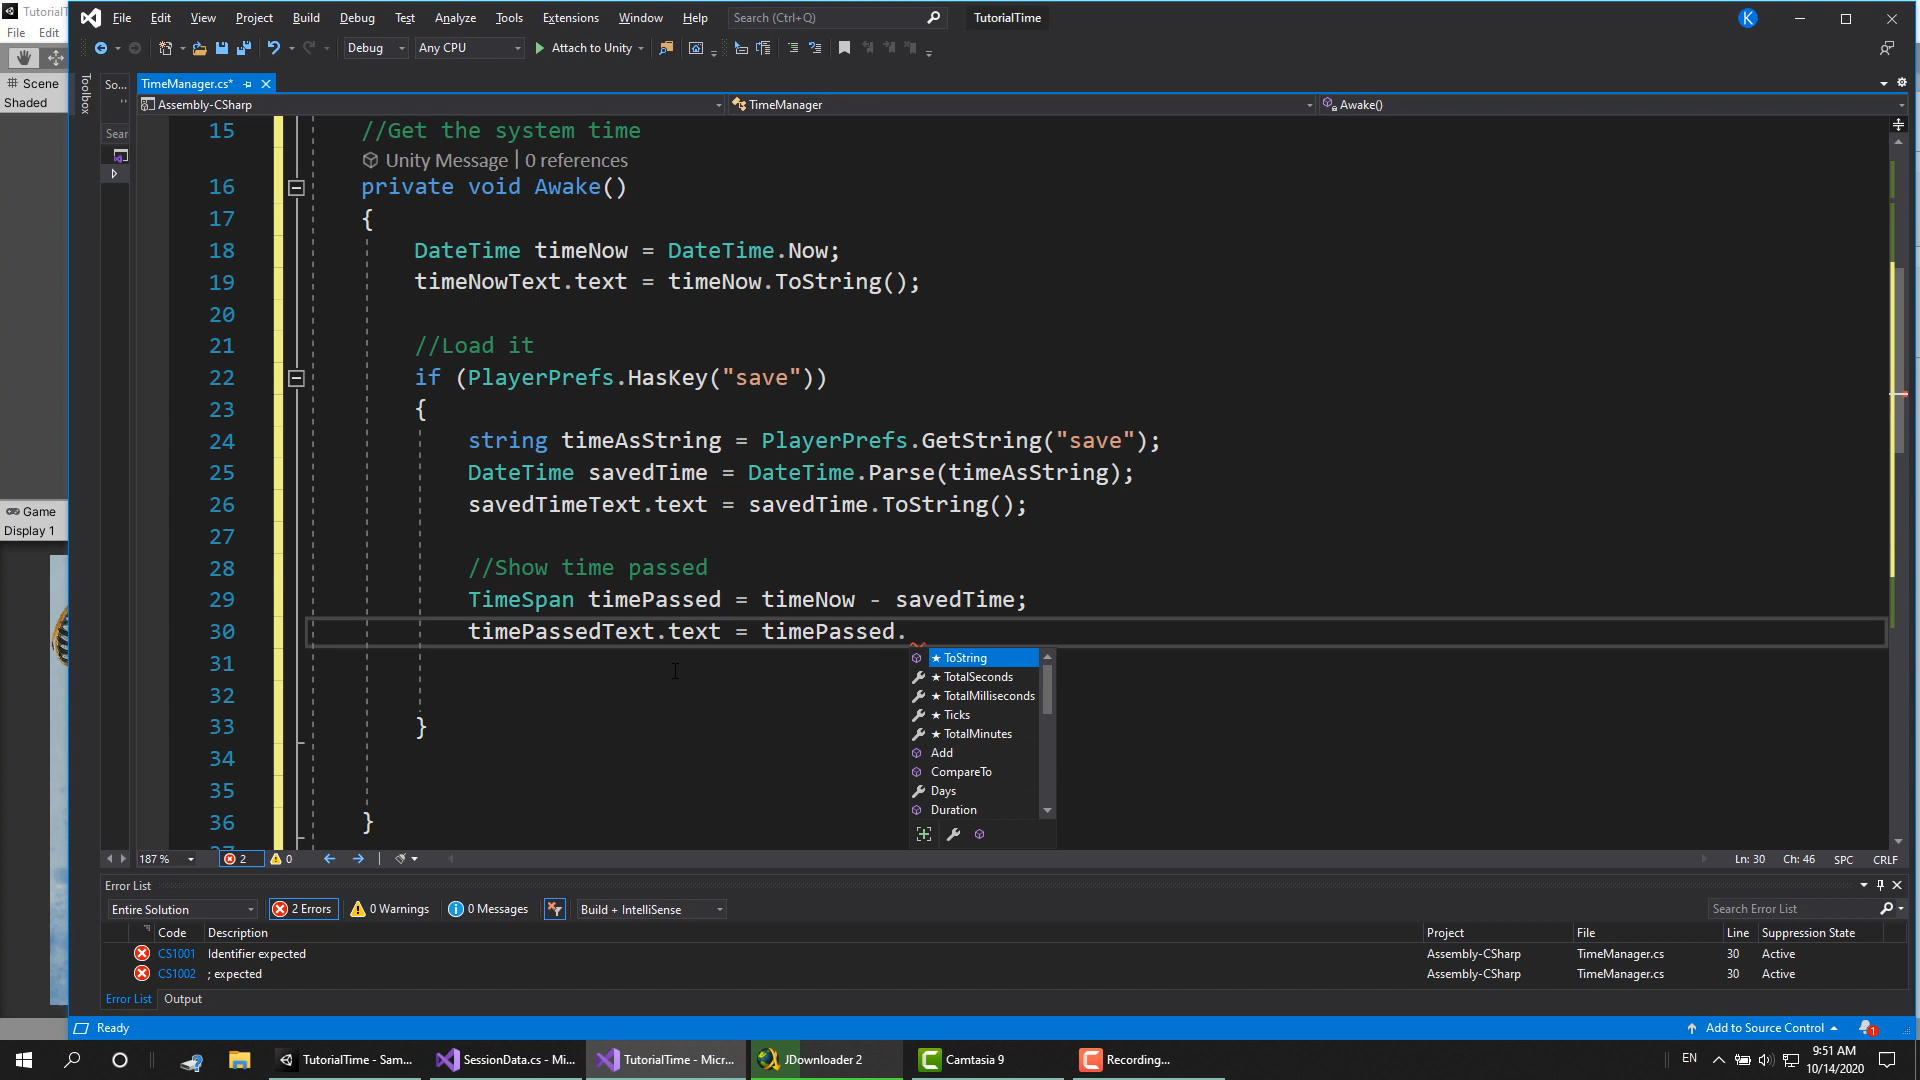 TutorialTim
File Edit
Scene
Shaded
Game
Display 1
File Edit View Project Build Debug Test Analyze Tools Extensions Window Help Search (Ctrl+Q) TutorialTime K
Debug Any CPU Attach to Unity
Toolbox
So...
Sear
TimeManager.cs*
Assembly-CSharp TimeManager Awake()
15 //Get the system time
Unity Message | 0 references
16 private void Awake()
17 {
18 DateTime timeNow = DateTime.Now;
19 timeNowText.text = timeNow.ToString();
20
21 //Load it
22 if (PlayerPrefs.HasKey("save"))
23 {
24 string timeAsString = PlayerPrefs.GetString("save");
25 DateTime savedTime = DateTime.Parse(timeAsString);
26 savedTimeText.text = savedTime.ToString();
27
28 //Show time passed
29 TimeSpan timePassed = timeNow - savedTime;
30 timePassedText.text = timePassed.
31
32
33 }
34
35
36 }
★ ToString
★ TotalSeconds
★ TotalMilliseconds
★ Ticks
★ TotalMinutes
Add
CompareTo
Days
Duration
187 % 2 0 Ln: 30 Ch: 46 SPC CRLF
Error List
Entire Solution 2 Errors 0 Warnings 0 Messages Build + IntelliSense Search Error List
Code Description Project File Line Suppression State
CS1001 Identifier expected Assembly-CSharp TimeManager.cs 30 Active
CS1002 ; expected Assembly-CSharp TimeManager.cs 30 Active
Error List Output
Ready Add to Source Control 1
TutorialTime - Sam... SessionData.cs - Mi... TutorialTime - Micr... JDownloader 2 Camtasia 9 Recording... EN 9:51 AM
10/14/2020